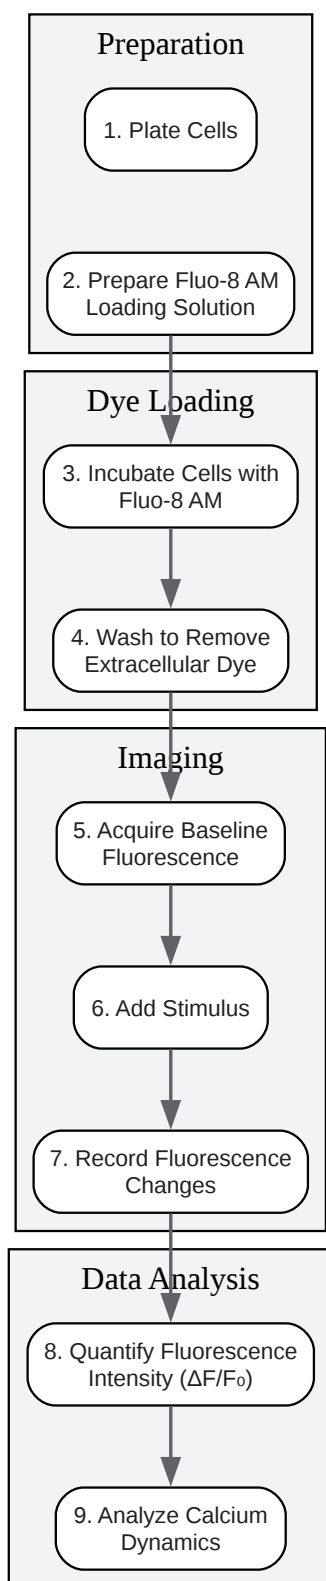 Preparation
1. Plate Cells
2. Prepare Fluo-8 AM
Loading Solution
Dye Loading
3. Incubate Cells with
Fluo-8 AM
4. Wash to Remove
Extracellular Dye
Imaging
5. Acquire Baseline
Fluorescence
6. Add Stimulus
7. Record Fluorescence
Changes
Data Analysis
8. Quantify Fluorescence
Intensity (ΔF/F₀)
9. Analyze Calcium
Dynamics